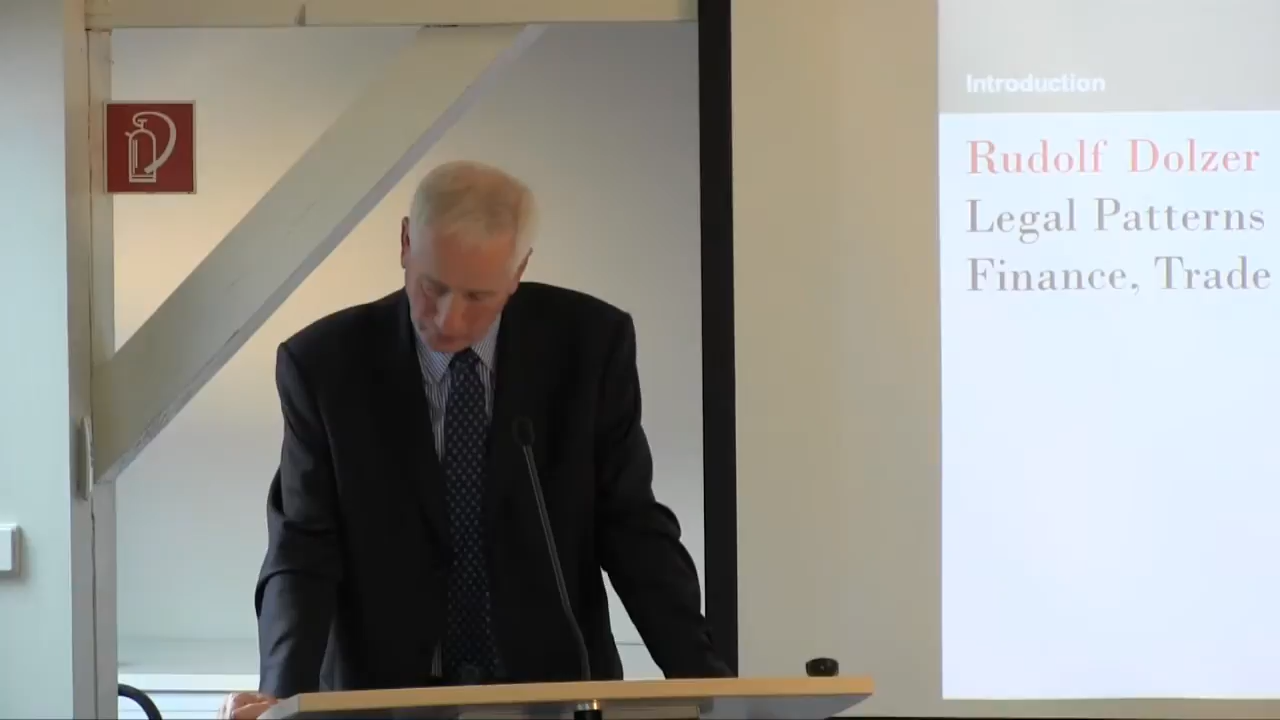 Introduction
Rudolf Dolzer
Legal Patterns
Finance, Trade